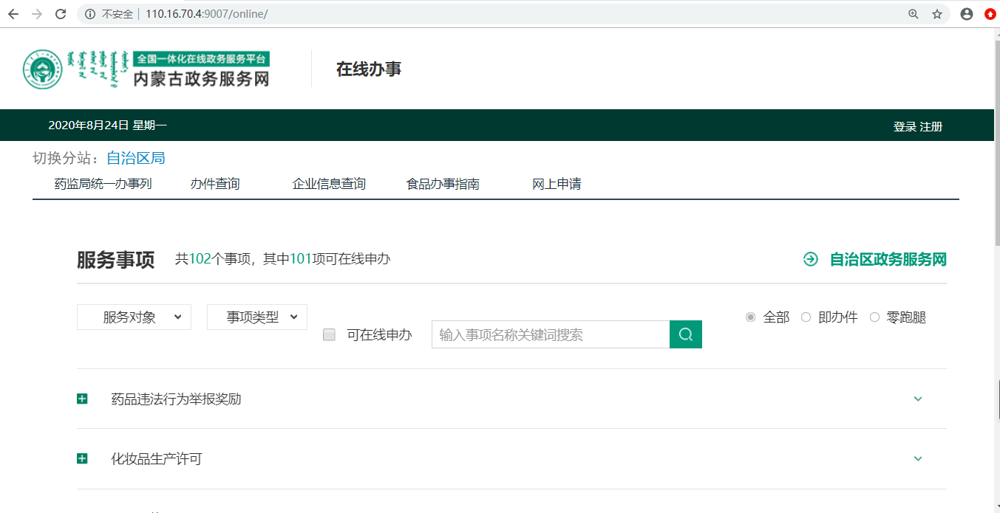 不安全 110.16.70.4:9007/online/
全国一体化在线政务服务平台
内蒙古政务服务网
在线办事
2020年8月24日 星期一
登录 注册
切换分站：自治区局
药监局统一办事列 办件查询 企业信息查询 食品办事指南 网上申请
服务事项 共102个事项，其中101项可在线申办 自治区政务服务网
服务对象 事项类型 可在线申办 输入事项名称关键词搜索 全部 即办件 零跑腿
药品违法行为举报奖励
化妆品生产许可